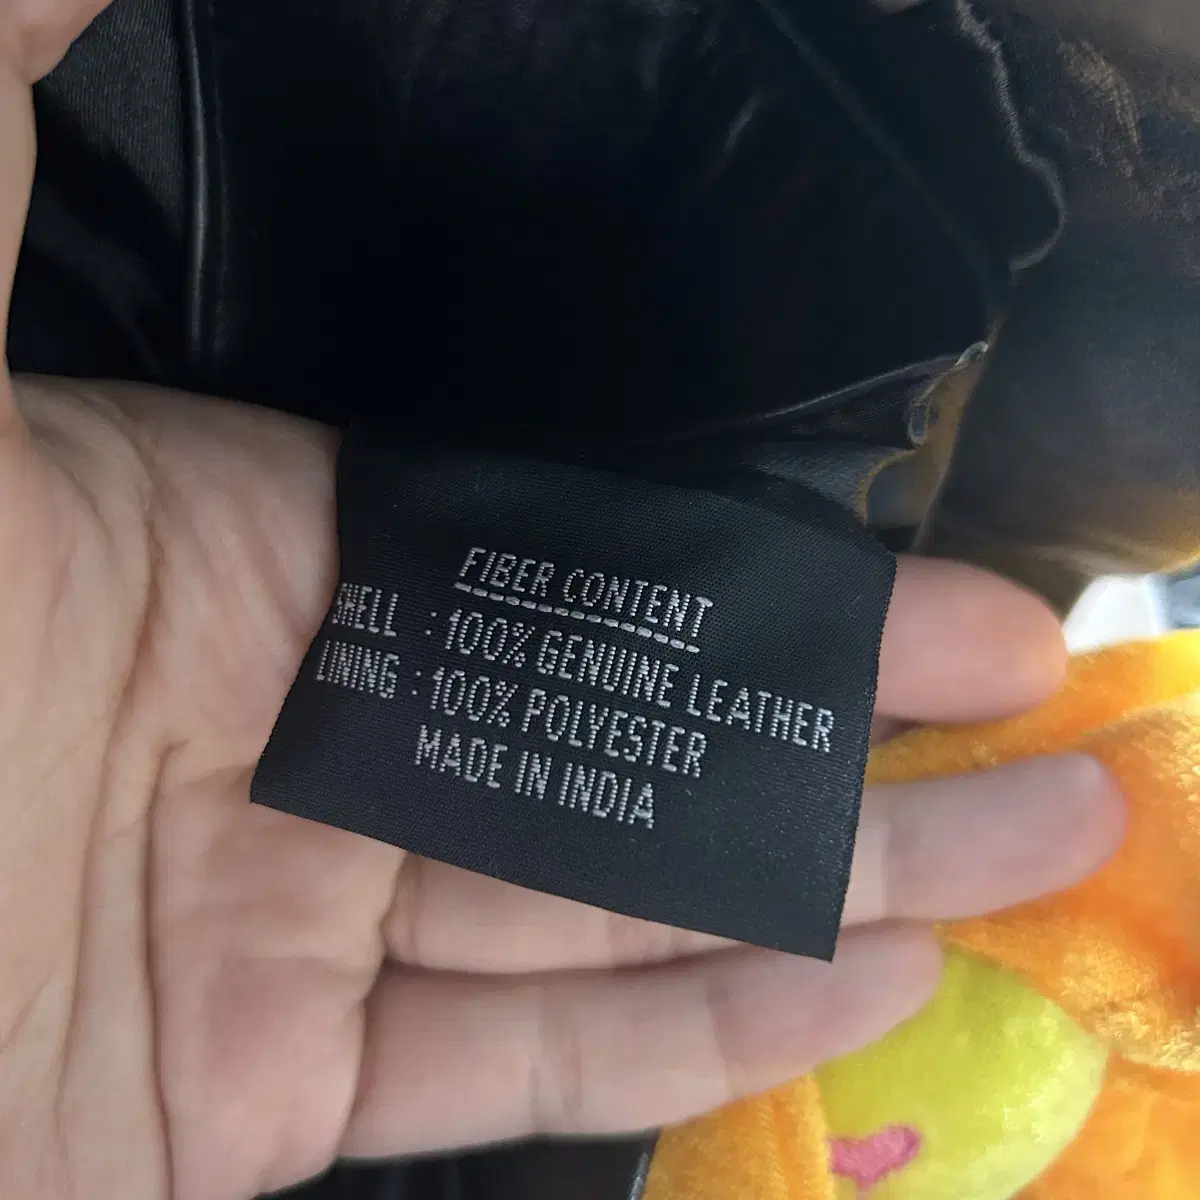 FIBER CONTENT
SHELL : 100% GENUINE LEATHER
LINING : 100% POLYESTER
MADE IN INDIA